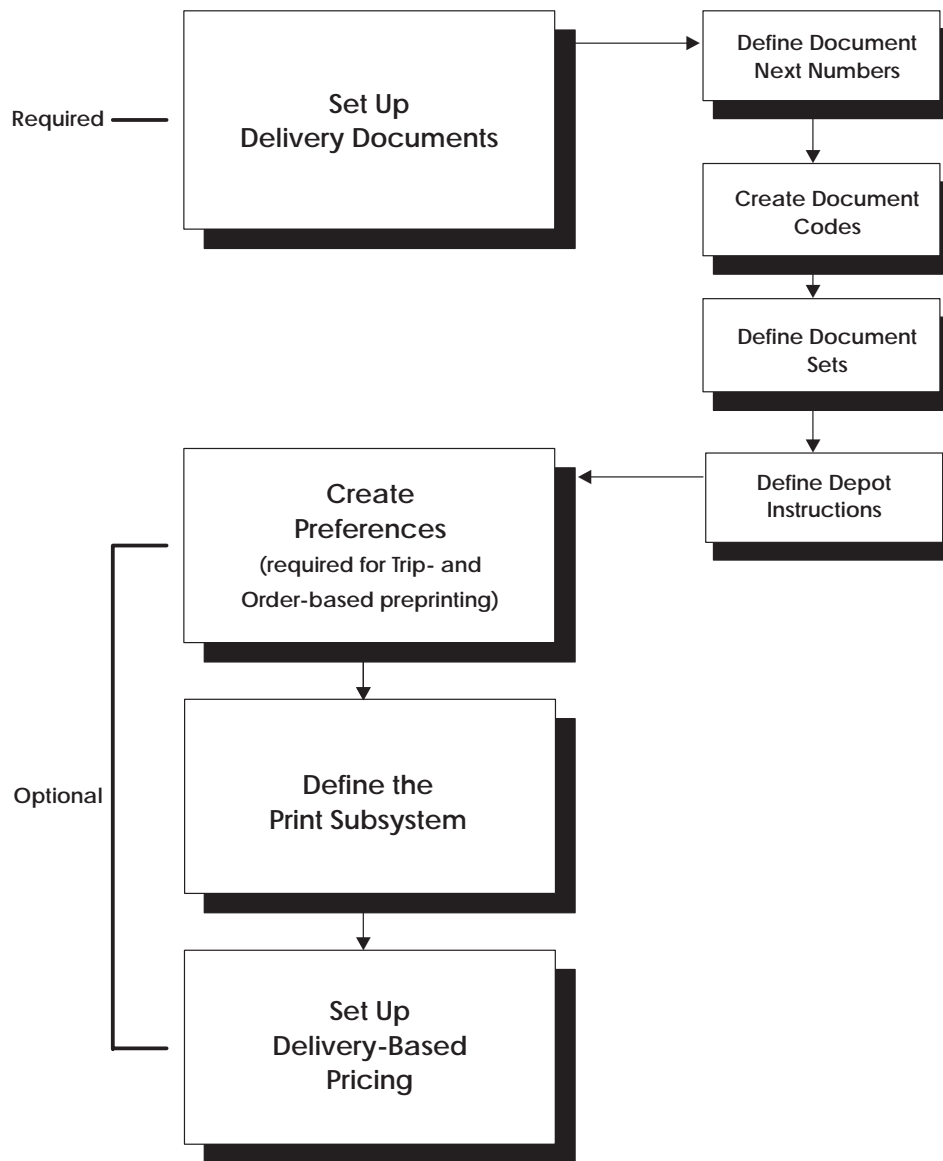 Required
Set Up
Delivery Documents
Define Document
Next Numbers
Create Document
Codes
Define Document
Sets
Define Depot
Instructions
Create
Preferences
(required for Trip- and
Order-based preprinting)
Optional
Define the
Print Subsystem
Set Up
Delivery-Based
Pricing